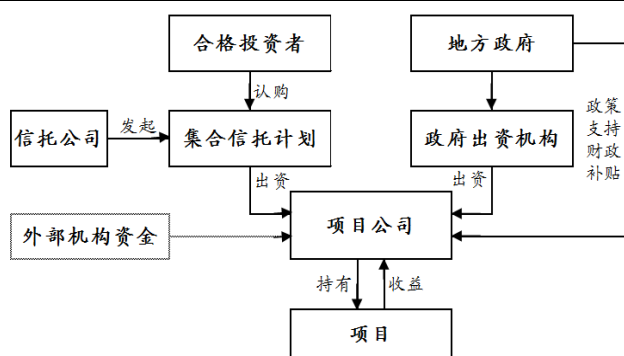 合格投资者
地方政府
认购
政策
支持
财政
补贴
信托公司
发起
集合信托计划
政府出资机构
出资
出资
项目公司
外部机构资金
持有
收益
项目